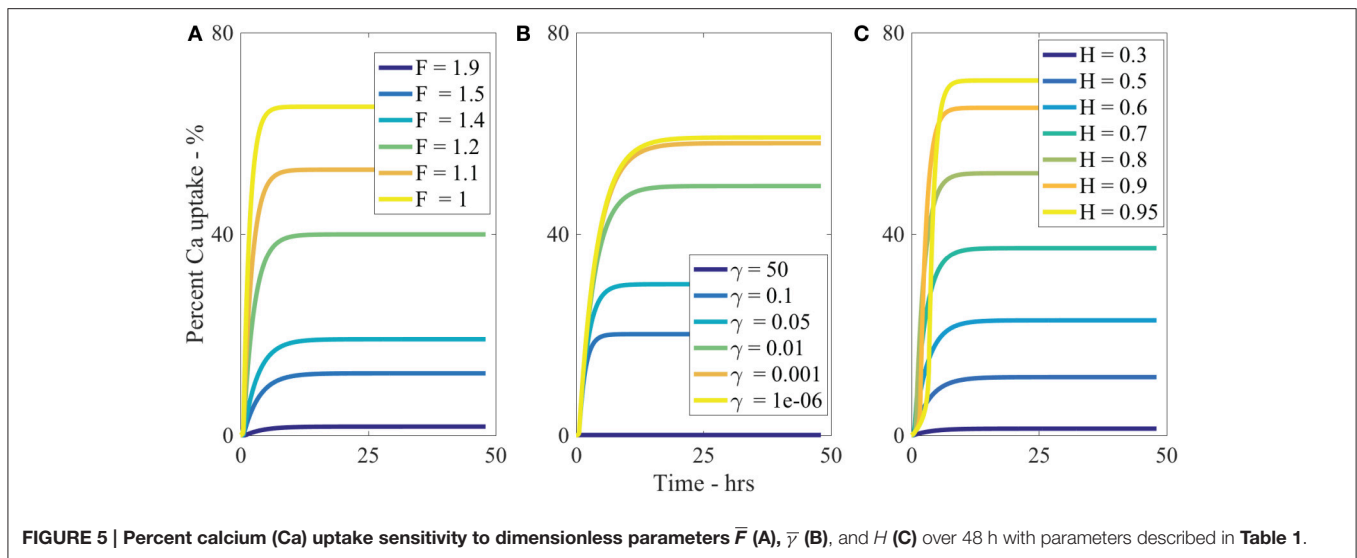 A
80
40
0
Percent Ca uptake - %
F = 1.9
F = 1.5
F = 1.4
F = 1.2
F = 1.1
F = 1
0
25
50
B
80
40
0
γ = 50
γ = 0.1
γ = 0.05
γ = 0.01
γ = 0.001
γ = 1e-06
0
25
50
Time - hrs
C
80
40
0
H = 0.3
H = 0.5
H = 0.6
H = 0.7
H = 0.8
H = 0.9
H = 0.95
0
25
50
FIGURE 5 | Percent calcium (Ca) uptake sensitivity to dimensionless parameters F̅ (A), γ̅ (B), and H (C) over 48 h with parameters described in Table 1.